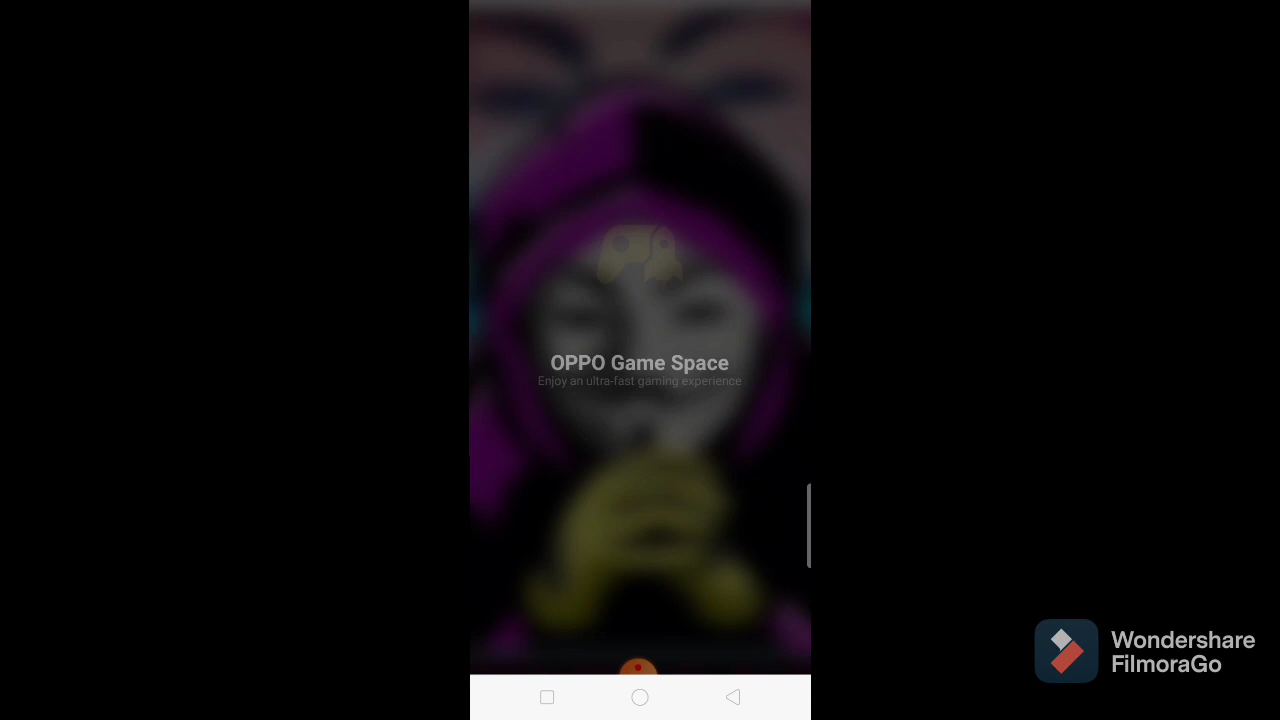 OPPO Game Space
Enjoy an ultra-fast gaming experience
Wondershare
FilmoraGo